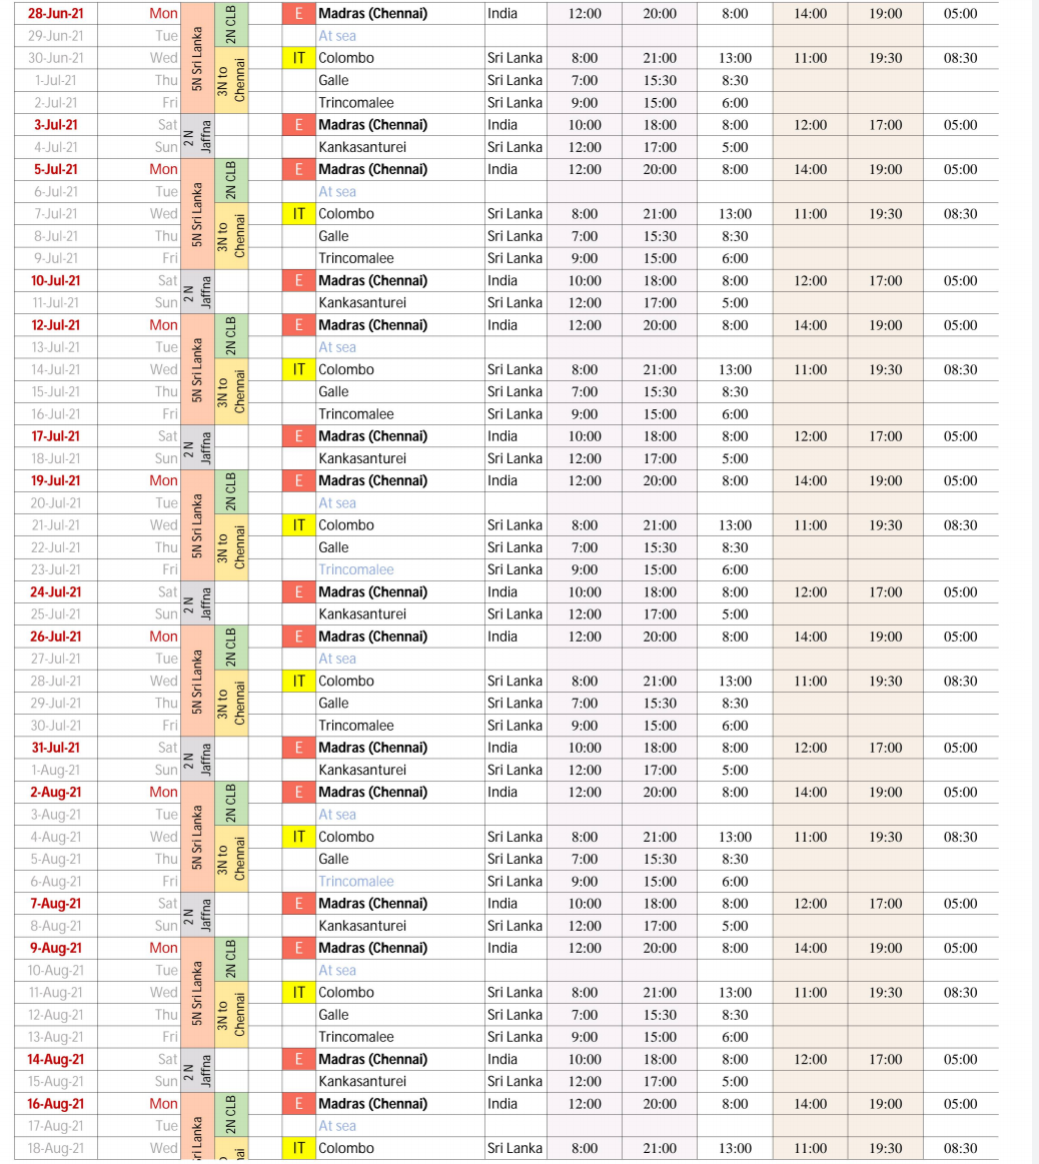 28-Jun-21 Mon 5N Sri Lanka 2N CLB E Madras (Chennai) India 12:00 20:00 8:00 14:00 19:00 05:00
29-Jun-21 Tue At sea
30-Jun-21 Wed 3N to Chennai IT Colombo Sri Lanka 8:00 21:00 13:00 11:00 19:30 08:30
1-Jul-21 Thu Galle Sri Lanka 7:00 15:30 8:30
2-Jul-21 Fri Trincomalee Sri Lanka 9:00 15:00 6:00
3-Jul-21 Sat 2 N Jaffna E Madras (Chennai) India 10:00 18:00 8:00 12:00 17:00 05:00
4-Jul-21 Sun Kankasanturei Sri Lanka 12:00 17:00 5:00
5-Jul-21 Mon 5N Sri Lanka 2N CLB E Madras (Chennai) India 12:00 20:00 8:00 14:00 19:00 05:00
6-Jul-21 Tue At sea
7-Jul-21 Wed 3N to Chennai IT Colombo Sri Lanka 8:00 21:00 13:00 11:00 19:30 08:30
8-Jul-21 Thu Galle Sri Lanka 7:00 15:30 8:30
9-Jul-21 Fri Trincomalee Sri Lanka 9:00 15:00 6:00
10-Jul-21 Sat 2 N Jaffna E Madras (Chennai) India 10:00 18:00 8:00 12:00 17:00 05:00
11-Jul-21 Sun Kankasanturei Sri Lanka 12:00 17:00 5:00
12-Jul-21 Mon 5N Sri Lanka 2N CLB E Madras (Chennai) India 12:00 20:00 8:00 14:00 19:00 05:00
13-Jul-21 Tue At sea
14-Jul-21 Wed 3N to Chennai IT Colombo Sri Lanka 8:00 21:00 13:00 11:00 19:30 08:30
15-Jul-21 Thu Galle Sri Lanka 7:00 15:30 8:30
16-Jul-21 Fri Trincomalee Sri Lanka 9:00 15:00 6:00
17-Jul-21 Sat 2 N Jaffna E Madras (Chennai) India 10:00 18:00 8:00 12:00 17:00 05:00
18-Jul-21 Sun Kankasanturei Sri Lanka 12:00 17:00 5:00
19-Jul-21 Mon 5N Sri Lanka 2N CLB E Madras (Chennai) India 12:00 20:00 8:00 14:00 19:00 05:00
20-Jul-21 Tue At sea
21-Jul-21 Wed 3N to Chennai IT Colombo Sri Lanka 8:00 21:00 13:00 11:00 19:30 08:30
22-Jul-21 Thu Galle Sri Lanka 7:00 15:30 8:30
23-Jul-21 Fri Trincomalee Sri Lanka 9:00 15:00 6:00
24-Jul-21 Sat 2 N Jaffna E Madras (Chennai) India 10:00 18:00 8:00 12:00 17:00 05:00
25-Jul-21 Sun Kankasanturei Sri Lanka 12:00 17:00 5:00
26-Jul-21 Mon 5N Sri Lanka 2N CLB E Madras (Chennai) India 12:00 20:00 8:00 14:00 19:00 05:00
27-Jul-21 Tue At sea
28-Jul-21 Wed 3N to Chennai IT Colombo Sri Lanka 8:00 21:00 13:00 11:00 19:30 08:30
29-Jul-21 Thu Galle Sri Lanka 7:00 15:30 8:30
30-Jul-21 Fri Trincomalee Sri Lanka 9:00 15:00 6:00
31-Jul-21 Sat 2 N Jaffna E Madras (Chennai) India 10:00 18:00 8:00 12:00 17:00 05:00
1-Aug-21 Sun Kankasanturei Sri Lanka 12:00 17:00 5:00
2-Aug-21 Mon 5N Sri Lanka 2N CLB E Madras (Chennai) India 12:00 20:00 8:00 14:00 19:00 05:00
3-Aug-21 Tue At sea
4-Aug-21 Wed 3N to Chennai IT Colombo Sri Lanka 8:00 21:00 13:00 11:00 19:30 08:30
5-Aug-21 Thu Galle Sri Lanka 7:00 15:30 8:30
6-Aug-21 Fri Trincomalee Sri Lanka 9:00 15:00 6:00
7-Aug-21 Sat 2 N Jaffna E Madras (Chennai) India 10:00 18:00 8:00 12:00 17:00 05:00
8-Aug-21 Sun Kankasanturei Sri Lanka 12:00 17:00 5:00
9-Aug-21 Mon 5N Sri Lanka 2N CLB E Madras (Chennai) India 12:00 20:00 8:00 14:00 19:00 05:00
10-Aug-21 Tue At sea
11-Aug-21 Wed 3N to Chennai IT Colombo Sri Lanka 8:00 21:00 13:00 11:00 19:30 08:30
12-Aug-21 Thu Galle Sri Lanka 7:00 15:30 8:30
13-Aug-21 Fri Trincomalee Sri Lanka 9:00 15:00 6:00
14-Aug-21 Sat 2 N Jaffna E Madras (Chennai) India 10:00 18:00 8:00 12:00 17:00 05:00
15-Aug-21 Sun Kankasanturei Sri Lanka 12:00 17:00 5:00
16-Aug-21 Mon ri Lanka 2N CLB E Madras (Chennai) India 12:00 20:00 8:00 14:00 19:00 05:00
17-Aug-21 Tue At sea
18-Aug-21 Wed nai IT Colombo Sri Lanka 8:00 21:00 13:00 11:00 19:30 08:30